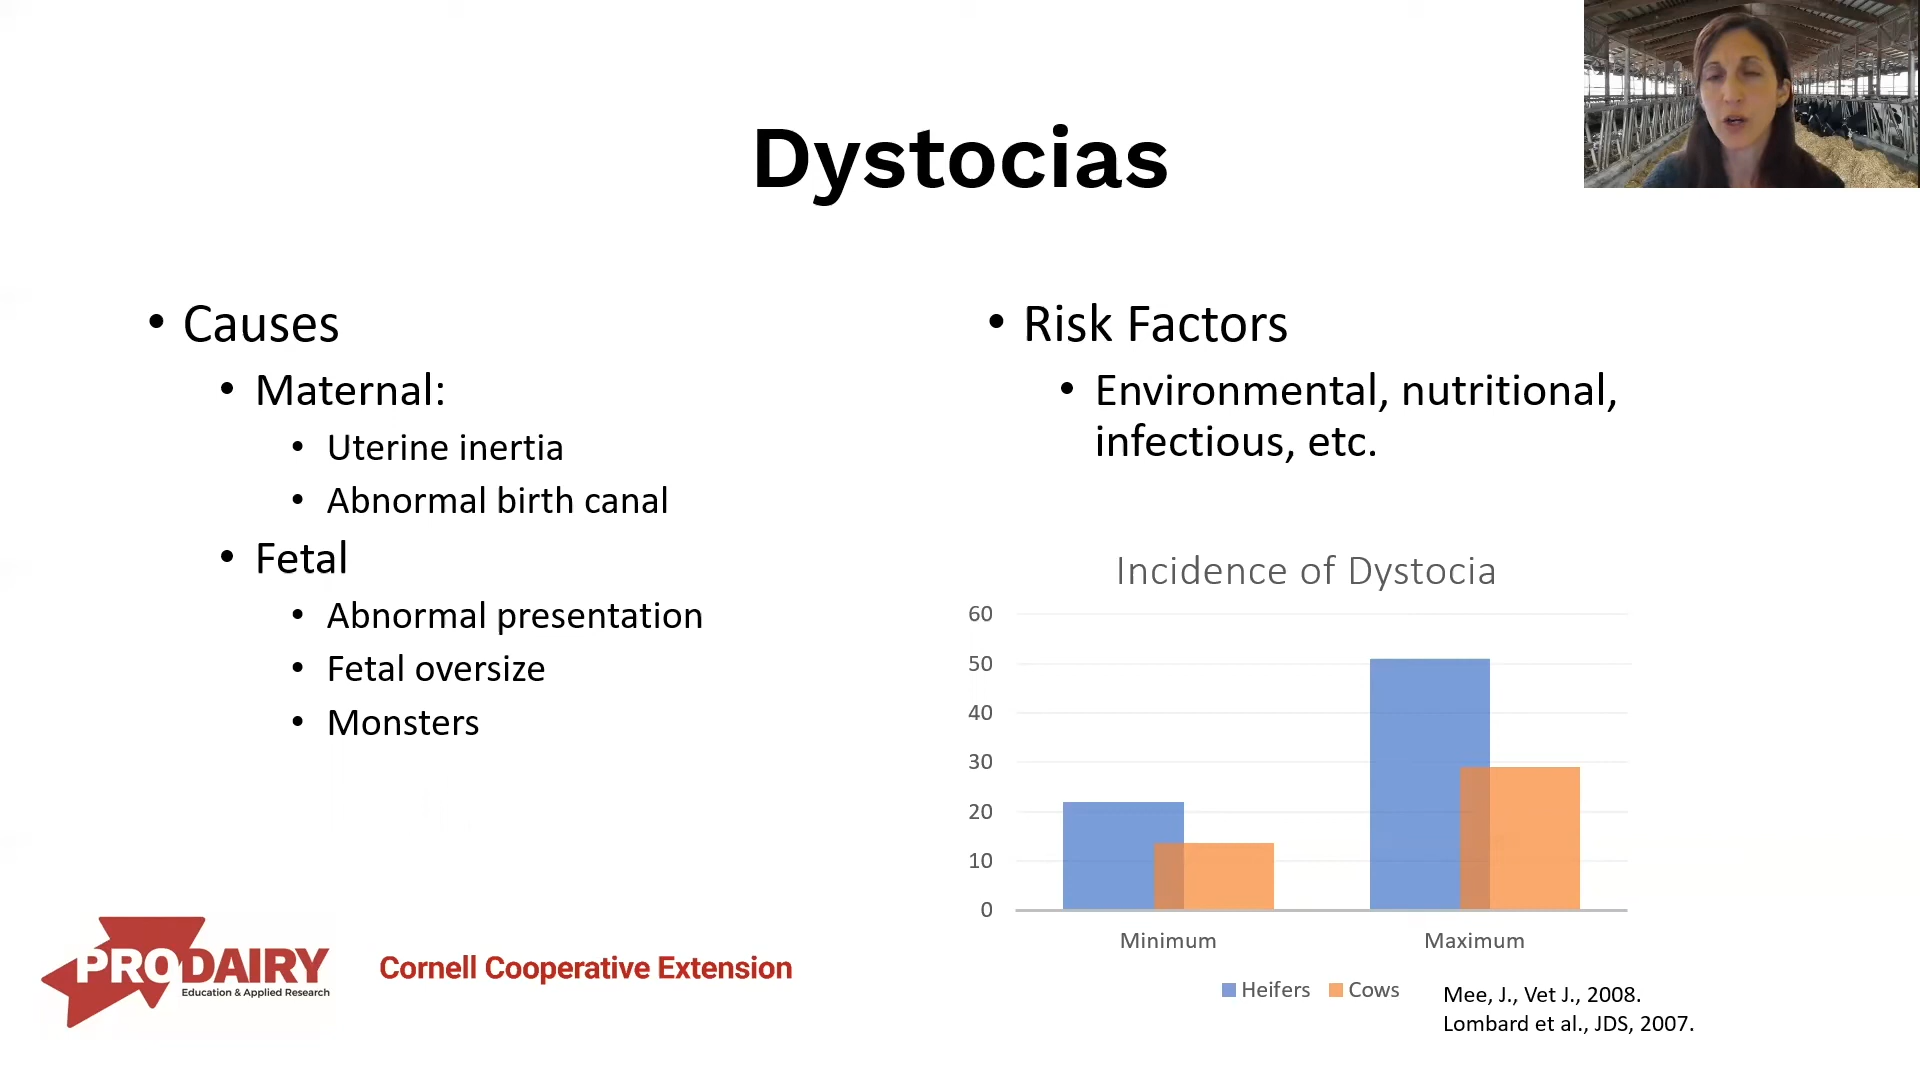 Dystocias
• Causes
• Maternal:
• Uterine inertia
• Abnormal birth canal
• Fetal
• Abnormal presentation
• Fetal oversize
• Monsters
• Risk Factors
• Environmental, nutritional,
infectious, etc.
Incidence of Dystocia
60
50
40
30
20
10
0
Minimum Maximum
Heifers Cows
Mee, J., Vet J., 2008.
Lombard et al., JDS, 2007.
PRODAIRY
Education & Applied Research
Cornell Cooperative Extension